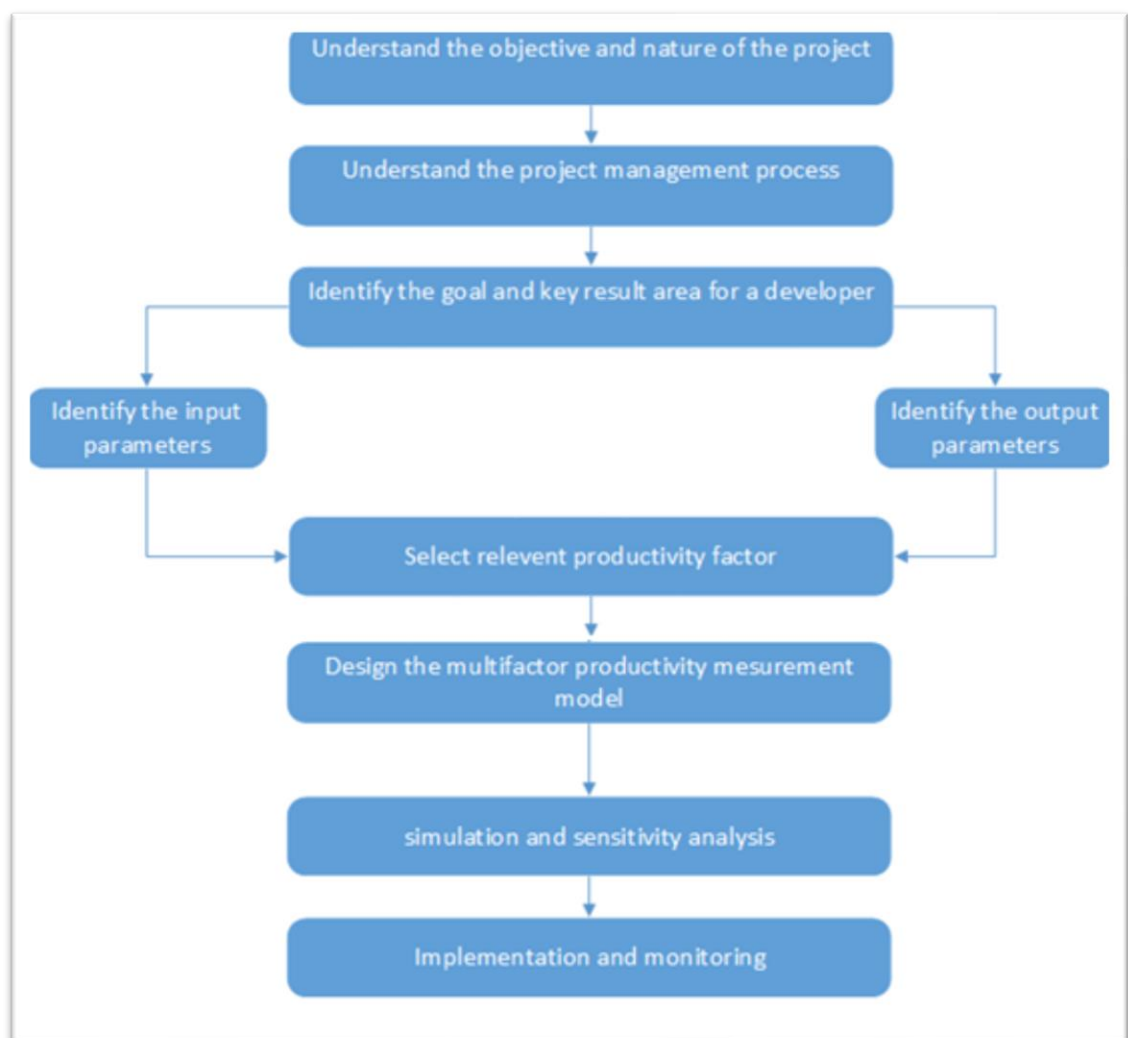 Understand the objective and nature of the project
Understand the project management process
Identify the goal and key result area for a developer
Identify the input
parameters
Identify the output
parameters
Select relevent productivity factor
Design the multifactor productivity mesurement
model
simulation and sensitivity analysis
Implementation and monitoring